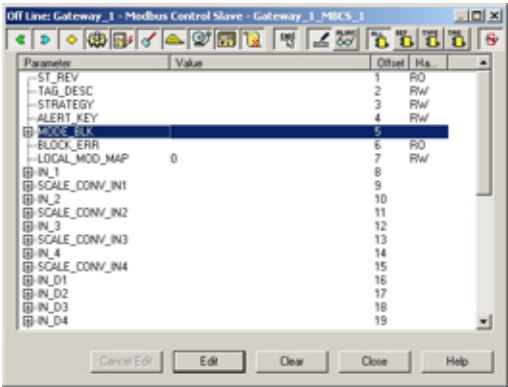 Off Line: Gateway_1 - Modbus Control Slave - Gateway_1_MBCS_1
Parameter Value Offset Ha...
ST_REV 1 RO
TAG_DESC 2 RW
STRATEGY 3 RW
ALERT_KEY 4 RW
MODE_BLK 5
BLOCK_ERR 6 RO
LOCAL_MOD_MAP 0 7 RW
IN_1 8
SCALE_CONV_IN1 9
IN_2 10
SCALE_CONV_IN2 11
IN_3 12
SCALE_CONV_IN3 13
IN_4 14
SCALE_CONV_IN4 15
IN_D1 16
IN_D2 17
IN_D3 18
IN_D4 19
Cancel Edit Edit Clear Close Help